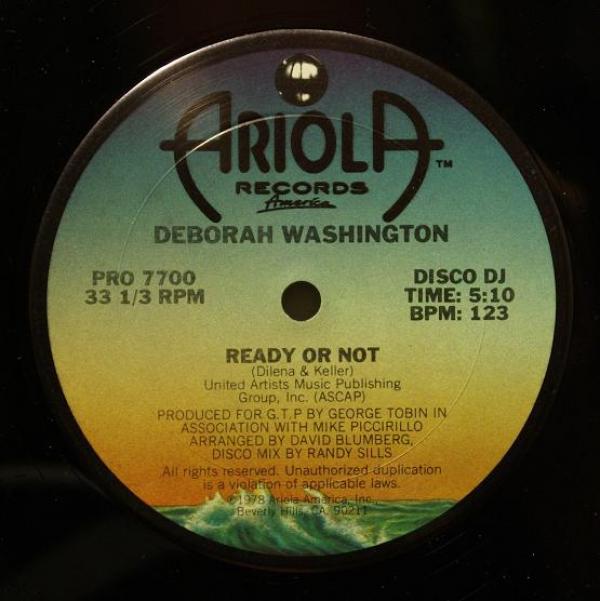 ARIOLA™
RECORDS
America
DEBORAH WASHINGTON
PRO 7700
33 1/3 RPM
DISCO DJ
TIME: 5:10
BPM: 123
READY OR NOT
(Dilena & Keller)
United Artists Music Publishing
Group, Inc. (ASCAP)
PRODUCED FOR G.T.P BY GEORGE TOBIN IN
ASSOCIATION WITH MIKE PICCIRILLO
ARRANGED BY DAVID BLUMBERG,
DISCO MIX BY RANDY SILLS
All rights reserved. Unauthorized duplication
is a violation of applicable laws.
©1978 Ariola America, Inc.,
Beverly Hills, CA. 90211